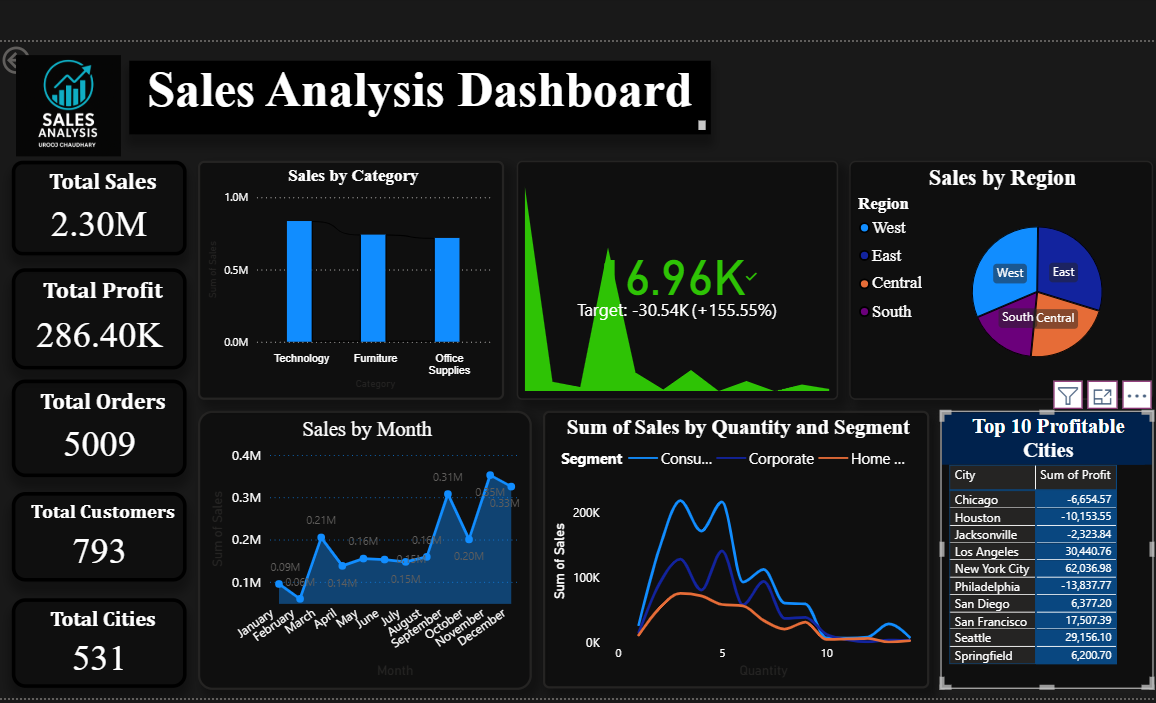 SALES
ANALYSIS
UROOJ CHAUDHARY
Sales Analysis Dashboard
Total Sales
2.30M
Total Profit
286.40K
Total Orders
5009
Total Customers
793
Total Cities
531
Sales by Category
1.0M
0.5M
0.0M
Sum of Sales
Technology
Furniture
Office
Supplies
Category
16.96K
Target: -30.54K (+155.55%)
Sales by Region
Region
West
East
Central
South
West
East
South
Central
Sales by Month
0.4M
0.3M
0.2M
0.1M
Sum of Sales
0.09M
0.06M
0.21M
0.14M
0.16M
0.15M
0.15M
0.16M
0.31M
0.20M
0.35M
0.33M
January
February
March
April
May
June
July
August
September
October
November
December
Month
Sum of Sales by Quantity and Segment
Segment
Consu...
Corporate
Home ...
200K
100K
0K
Sum of Sales
0
5
10
Quantity
Top 10 Profitable
Cities
City Sum of Profit
Chicago -6,654.57
Houston -10,153.55
Jacksonville -2,323.84
Los Angeles 30,440.76
New York City 62,036.98
Philadelphia -13,837.77
San Diego 6,377.20
San Francisco 17,507.39
Seattle 29,156.10
Springfield 6,200.70